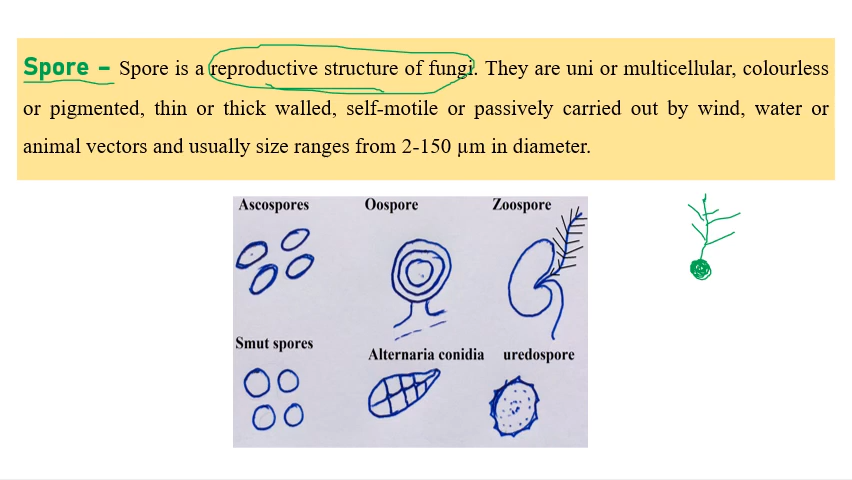 Spore – Spore is a reproductive structure of fungi. They are uni or multicellular, colourless
or pigmented, thin or thick walled, self-motile or passively carried out by wind, water or
animal vectors and usually size ranges from 2-150 µm in diameter.
Ascospores Oospore Zoospore
Smut spores
Alternaria conidia uredospore